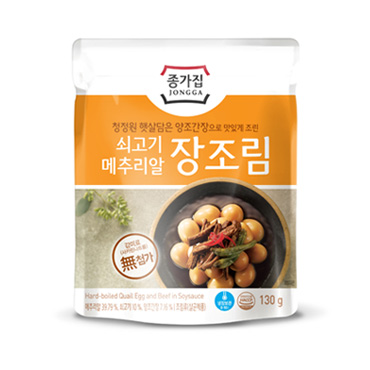 종가집
JONGGA
청정원 햇살담은 양조간장으로 맛있게 조린
쇠고기
메추리알 장조림
無첨가
Hard-boiled Quail Egg and Beef in Soysauce
130 g